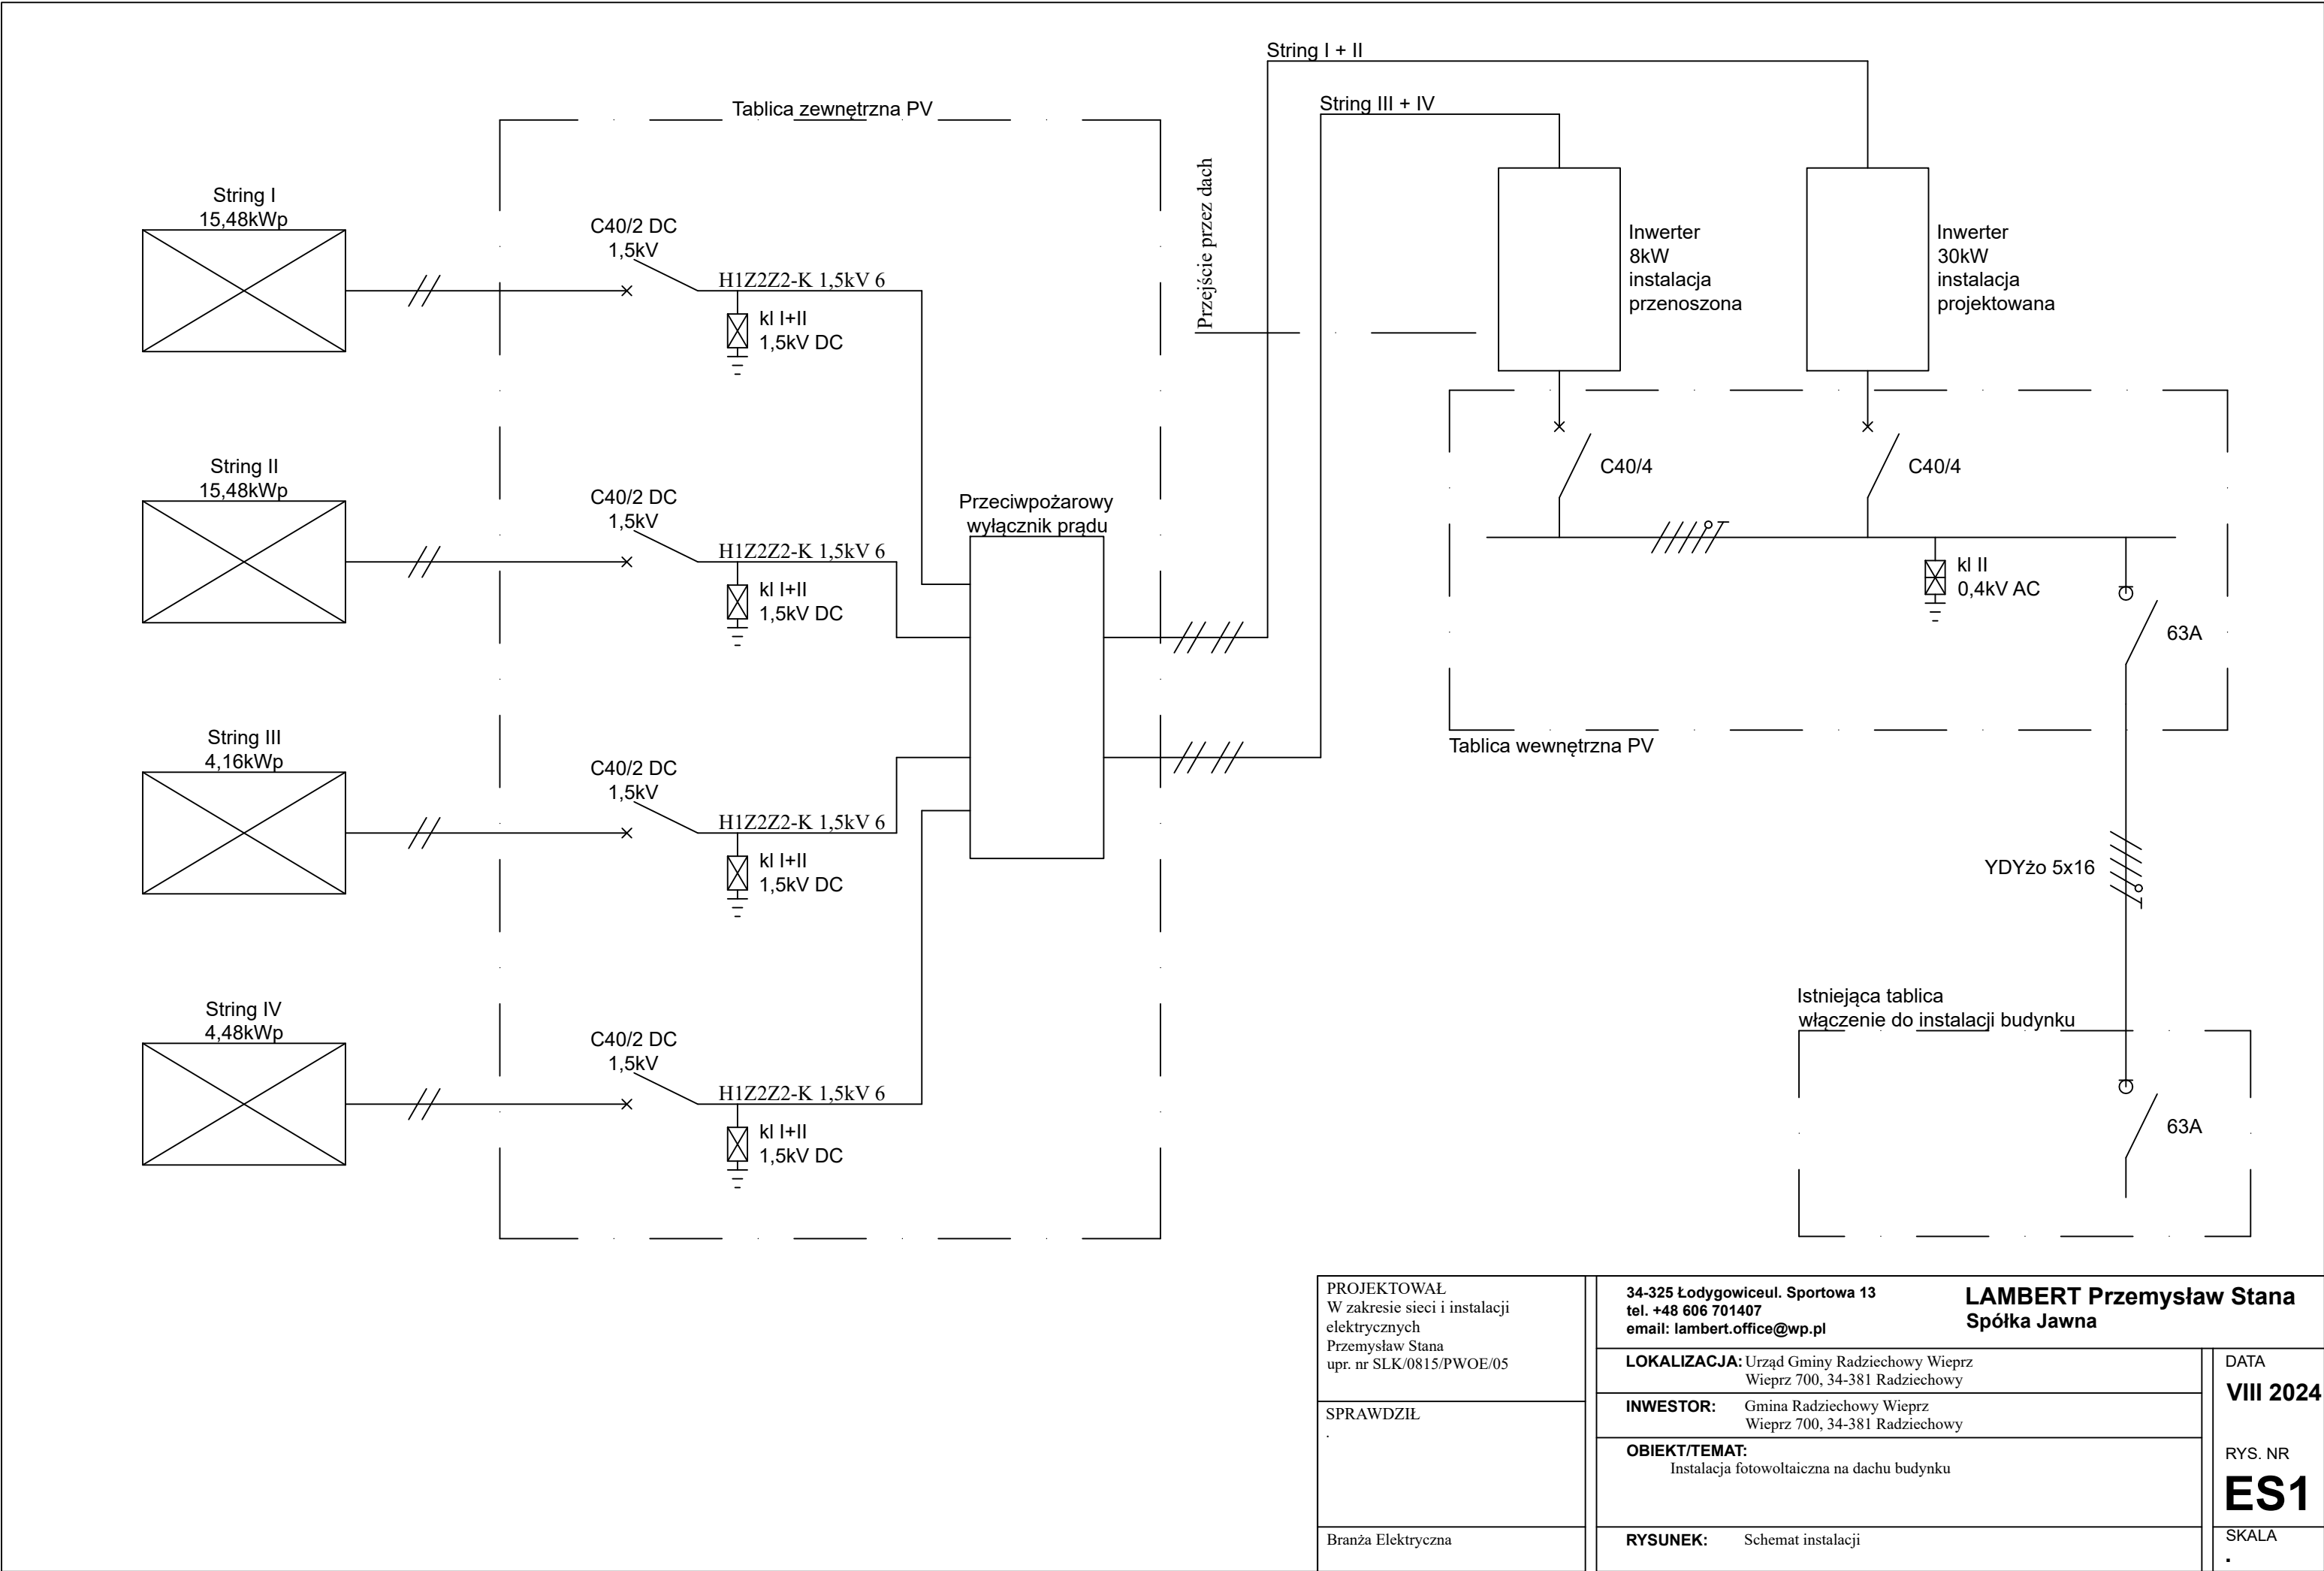 String I + II
String III + IV
Tablica zewnętrzna PV
Przejście przez dach
String I
15,48kWp
C40/2 DC
1,5kV
H1Z2Z2-K 1,5kV 6
kl I+II
1,5kV DC
String II
15,48kWp
C40/2 DC
1,5kV
H1Z2Z2-K 1,5kV 6
kl I+II
1,5kV DC
String III
4,16kWp
C40/2 DC
1,5kV
H1Z2Z2-K 1,5kV 6
kl I+II
1,5kV DC
String IV
4,48kWp
C40/2 DC
1,5kV
H1Z2Z2-K 1,5kV 6
kl I+II
1,5kV DC
Przeciwpożarowy
wyłącznik prądu
Inwerter
8kW
instalacja
przenoszona
Inwerter
30kW
instalacja
projektowana
C40/4
C40/4
kl II
0,4kV AC
63A
Tablica wewnętrzna PV
YDYżo 5x16
Istniejąca tablica
włączenie do instalacji budynku
63A
PROJEKTOWAŁ
W zakresie sieci i instalacji
elektrycznych
Przemysław Stana
upr. nr SLK/0815/PWOE/05
SPRAWDZIŁ
.
Branża Elektryczna
34-325 Łodygowiceul. Sportowa 13
tel. +48 606 701407
email: lambert.office@wp.pl
LAMBERT Przemysław Stana
Spółka Jawna
LOKALIZACJA: Urząd Gminy Radziechowy Wieprz
Wieprz 700, 34-381 Radziechowy
INWESTOR: Gmina Radziechowy Wieprz
Wieprz 700, 34-381 Radziechowy
OBIEKT/TEMAT:
Instalacja fotowoltaiczna na dachu budynku
RYSUNEK: Schemat instalacji
DATA
VIII 2024
RYS. NR
ES1
SKALA
.